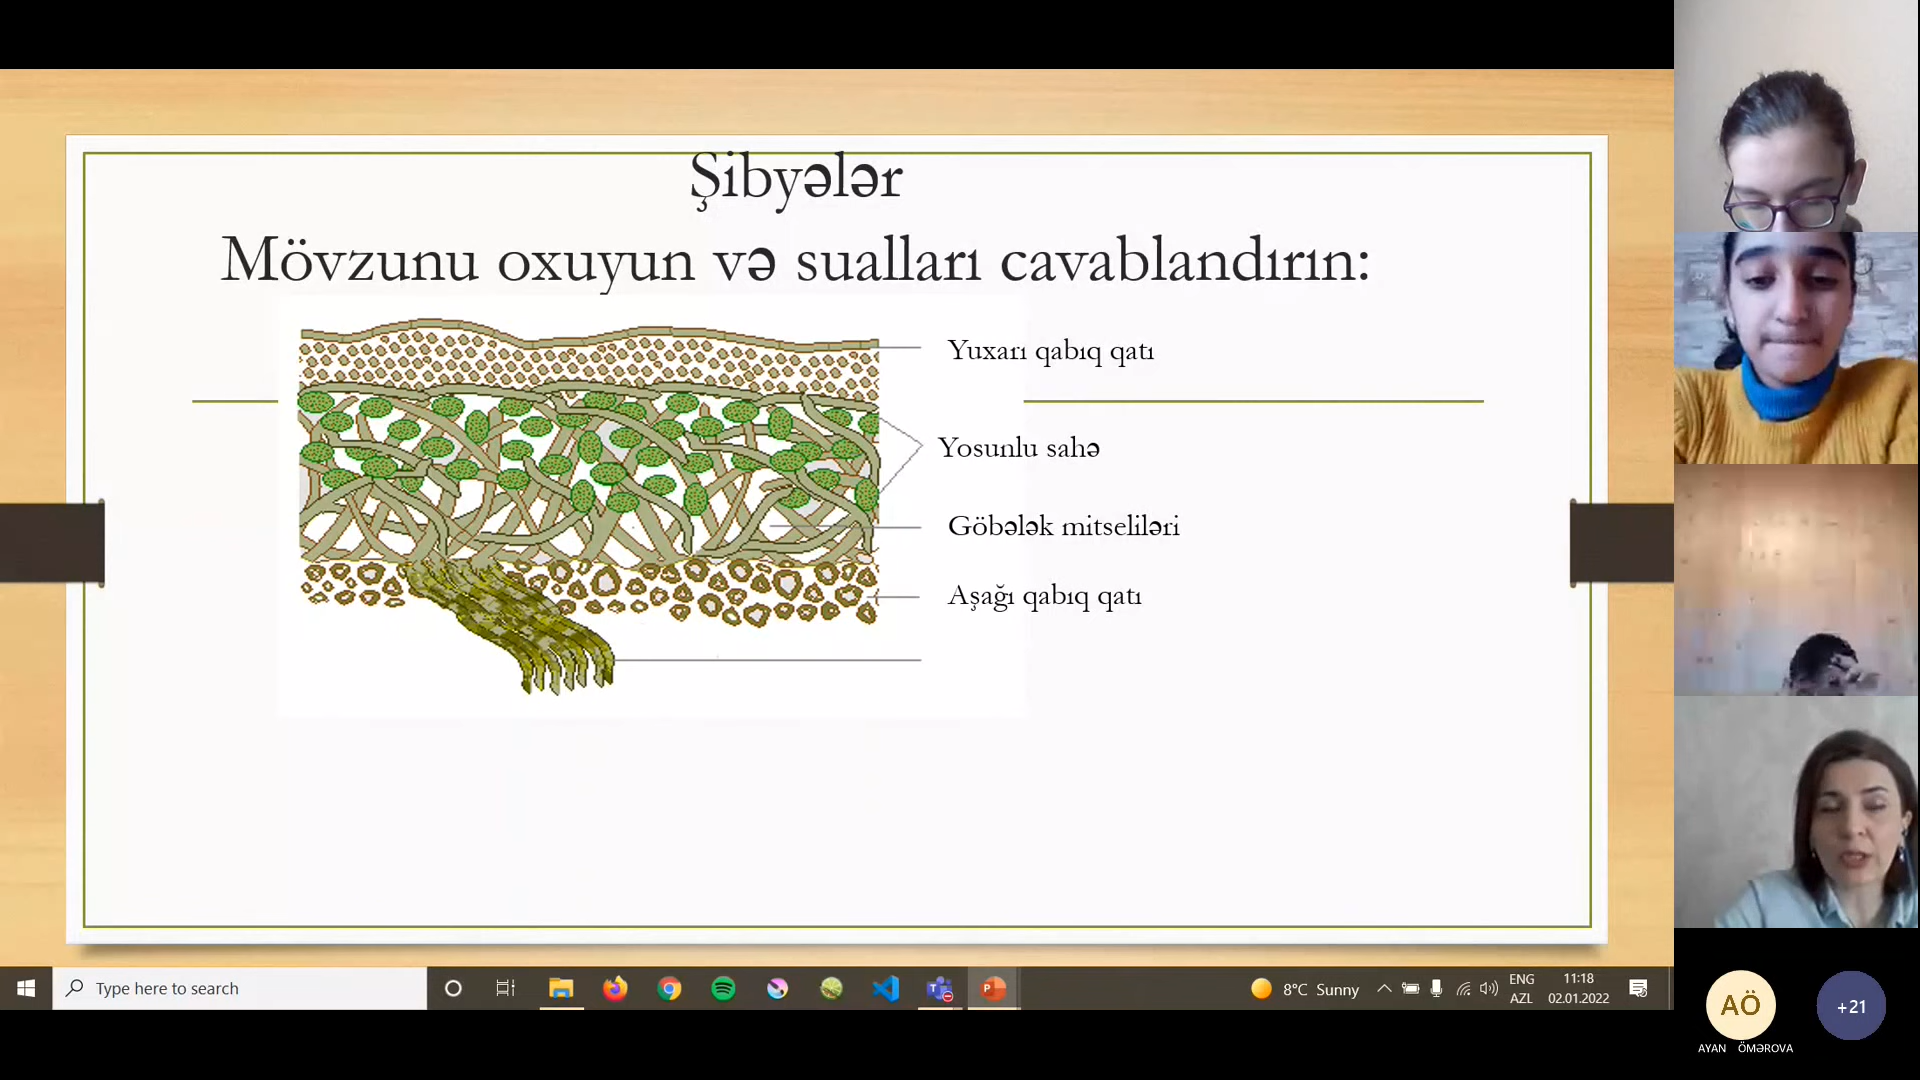 Şibyələr
Mövzunu oxuyun və sualları cavablandırın:
Yuxarı qabıq qatı
Yosunlu sahə
Göbələk mitseliləri
Aşağı qabıq qatı
Type here to search
8°C Sunny
ENG
AZL
11:18
02.01.2022
AÖ
+21
AYAN ÖMƏROVA